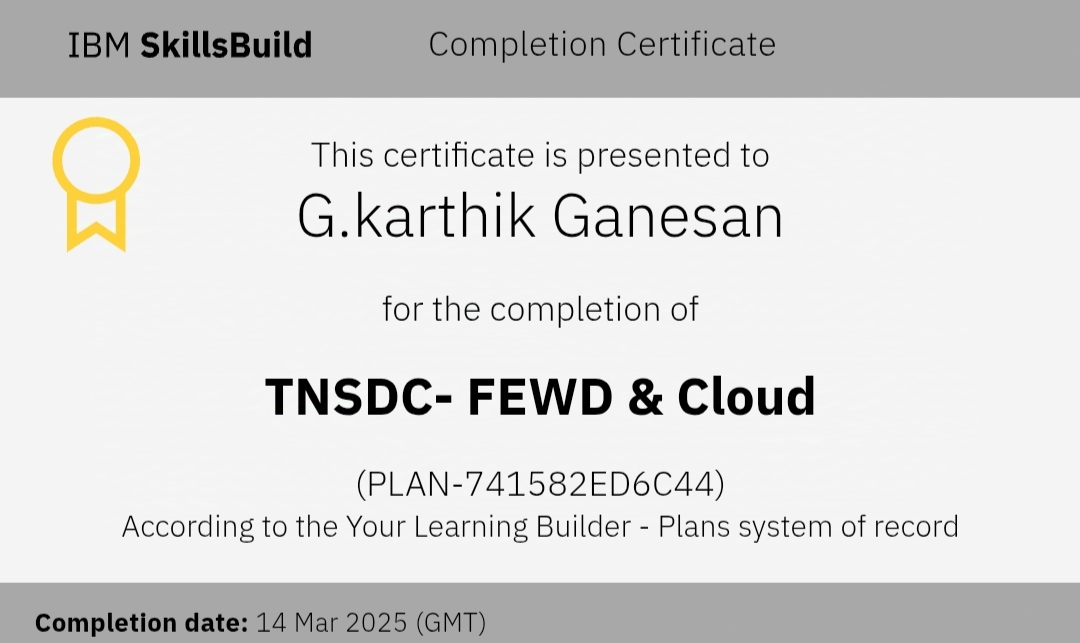 IBM SkillsBuild Completion Certificate
This certificate is presented to
G.karthik Ganesan
for the completion of
TNSDC- FEWD & Cloud
(PLAN-741582ED6C44)
According to the Your Learning Builder - Plans system of record
Completion date: 14 Mar 2025 (GMT)